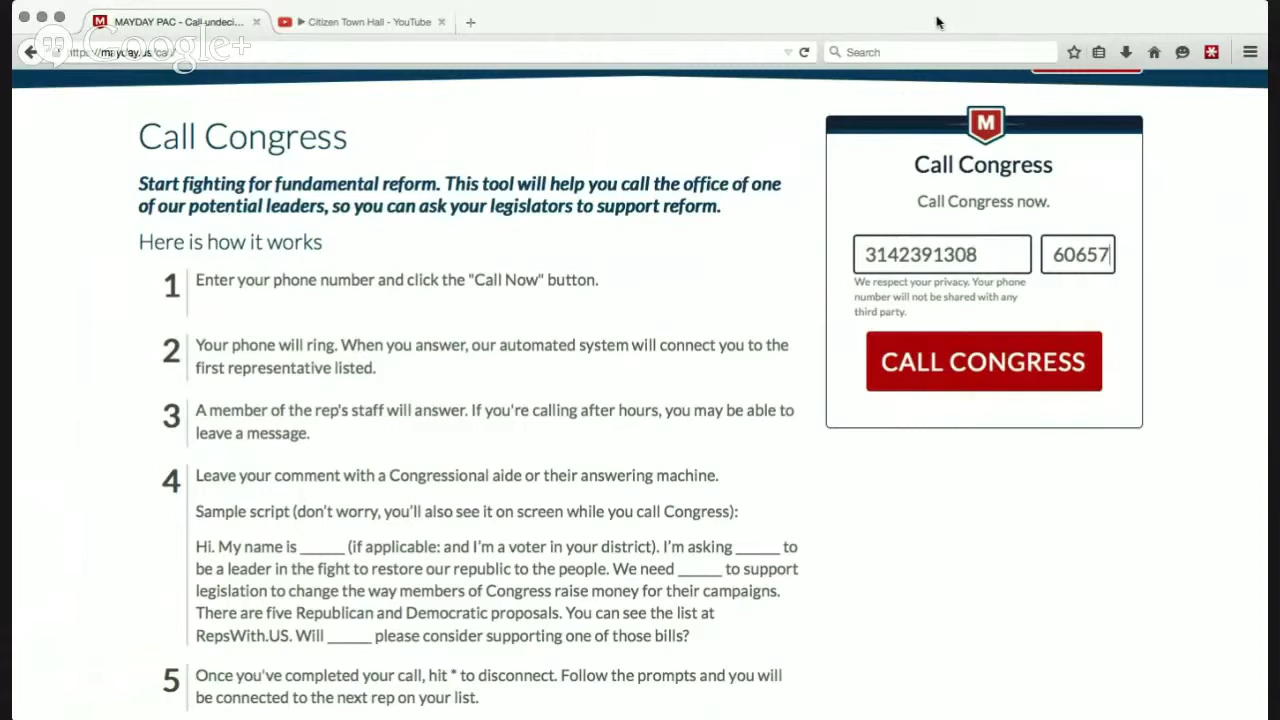 MAYDAY PAC - Call undeci...
Citizen Town Hall - YouTube
Google+
https://mayday.us/call/
Search
Call Congress
Start fighting for fundamental reform. This tool will help you call the office of one
of our potential leaders, so you can ask your legislators to support reform.
Here is how it works
1 Enter your phone number and click the "Call Now" button.
2 Your phone will ring. When you answer, our automated system will connect you to the
first representative listed.
3 A member of the rep's staff will answer. If you're calling after hours, you may be able to
leave a message.
4 Leave your comment with a Congressional aide or their answering machine.
Sample script (don't worry, you'll also see it on screen while you call Congress):
Hi. My name is ______ (if applicable: and I'm a voter in your district). I'm asking ______ to
be a leader in the fight to restore our republic to the people. We need ______ to support
legislation to change the way members of Congress raise money for their campaigns.
There are five Republican and Democratic proposals. You can see the list at
RepsWith.US. Will ______ please consider supporting one of those bills?
5 Once you've completed your call, hit * to disconnect. Follow the prompts and you will
be connected to the next rep on your list.
M
Call Congress
Call Congress now.
3142391308 60657
We respect your privacy. Your phone
number will not be shared with any
third party.
CALL CONGRESS